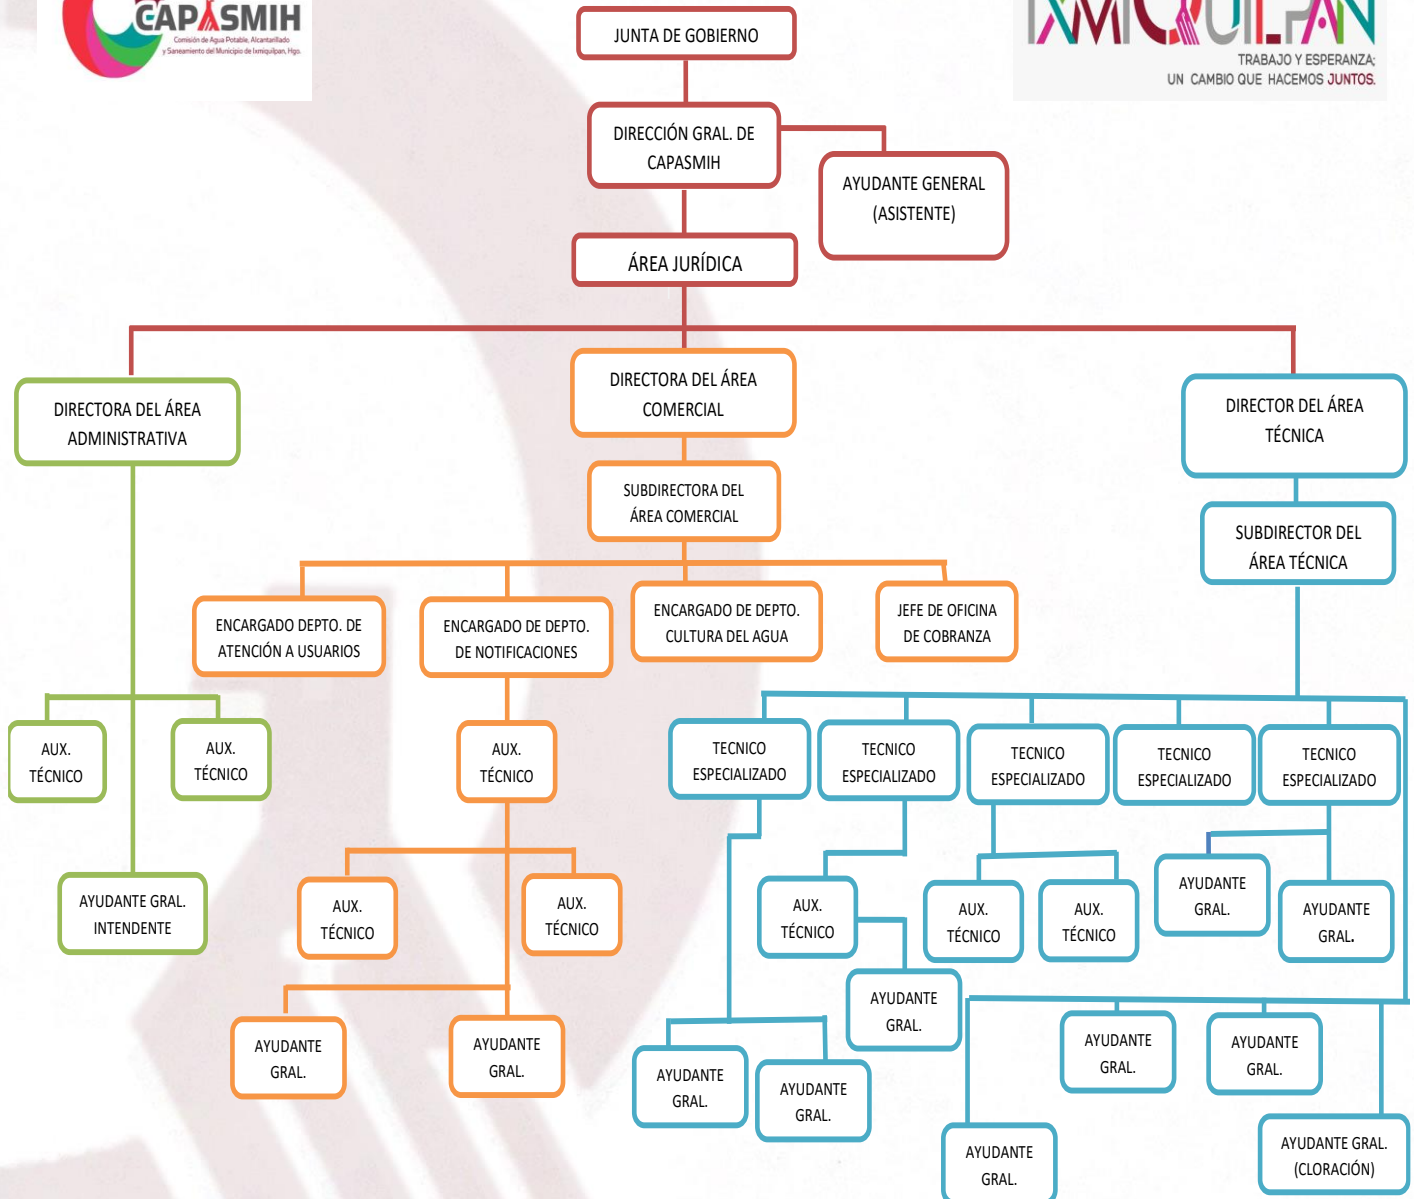 CAPASMIH
Comisión de Agua Potable, Alcantarillado
y Saneamiento del Municipio de Ixmiquilpan, Hgo.
IXMIQUILPAN
TRABAJO Y ESPERANZA;
UN CAMBIO QUE HACEMOS JUNTOS.
JUNTA DE GOBIERNO
DIRECCIÓN GRAL. DE
CAPASMIH
AYUDANTE GENERAL
(ASISTENTE)
ÁREA JURÍDICA
DIRECTORA DEL ÁREA
ADMINISTRATIVA
DIRECTORA DEL ÁREA
COMERCIAL
DIRECTOR DEL ÁREA
TÉCNICA
SUBDIRECTORA DEL
ÁREA COMERCIAL
SUBDIRECTOR DEL
ÁREA TÉCNICA
ENCARGADO DEPTO. DE
ATENCIÓN A USUARIOS
ENCARGADO DE DEPTO.
DE NOTIFICACIONES
ENCARGADO DE DEPTO.
CULTURA DEL AGUA
JEFE DE OFICINA
DE COBRANZA
AUX.
TÉCNICO
AUX.
TÉCNICO
AUX.
TÉCNICO
TECNICO
ESPECIALIZADO
TECNICO
ESPECIALIZADO
TECNICO
ESPECIALIZADO
TECNICO
ESPECIALIZADO
TECNICO
ESPECIALIZADO
AYUDANTE GRAL.
INTENDENTE
AUX.
TÉCNICO
AUX.
TÉCNICO
AUX.
TÉCNICO
AUX.
TÉCNICO
AUX.
TÉCNICO
AYUDANTE
GRAL.
AYUDANTE
GRAL.
AYUDANTE
GRAL.
AYUDANTE
GRAL.
AYUDANTE
GRAL.
AYUDANTE
GRAL.
AYUDANTE
GRAL.
AYUDANTE
GRAL.
AYUDANTE
GRAL.
AYUDANTE
GRAL.
AYUDANTE GRAL.
(CLORACIÓN)